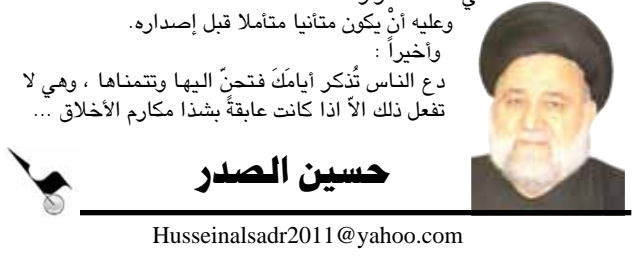 وعليه أنْ يكون متأنيا متأملا قبل إصداره.
وأخيراً :
دع الناس تُذكر أيامَكَ فتحنّ اليها وتتمناها ، وهي لا
تفعل ذلك الاّ اذا كانت عابقةً بشذا مكارم الأخلاق ...
حسين الصدر
Husseinalsadr2011@yahoo.com